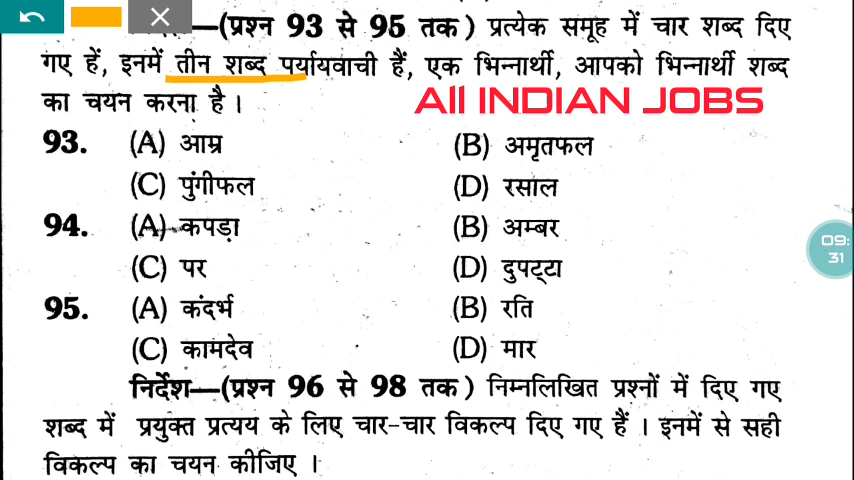 —(प्रश्न 93 से 95 तक) प्रत्येक समूह में चार शब्द दिए
गए हें, इनमें तीन शब्द पर्यायवाची हैं, एक भिन्नार्थी, आपको भिन्नार्थी शब्द
का चयन करना है।
All INDIAN JOBS
93. (A) आम्र (B) अमृतफल
(C) पुंगीफल (D) रसाल
94. (A) कपड़ा (B) अम्बर
(C) पर (D) दुपट्टा
09:
31
95. (A) कंदर्भ (B) रति
(C) कामदेव (D) मार
निर्देश—(प्रश्न 96 से 98 तक) निम्नलिखित प्रश्नों में दिए गए
शब्द में प्रयुक्त प्रत्यय के लिए चार-चार विकल्प दिए गए हैं । इनमें से सही
विकल्प का चयन कीजिए ।